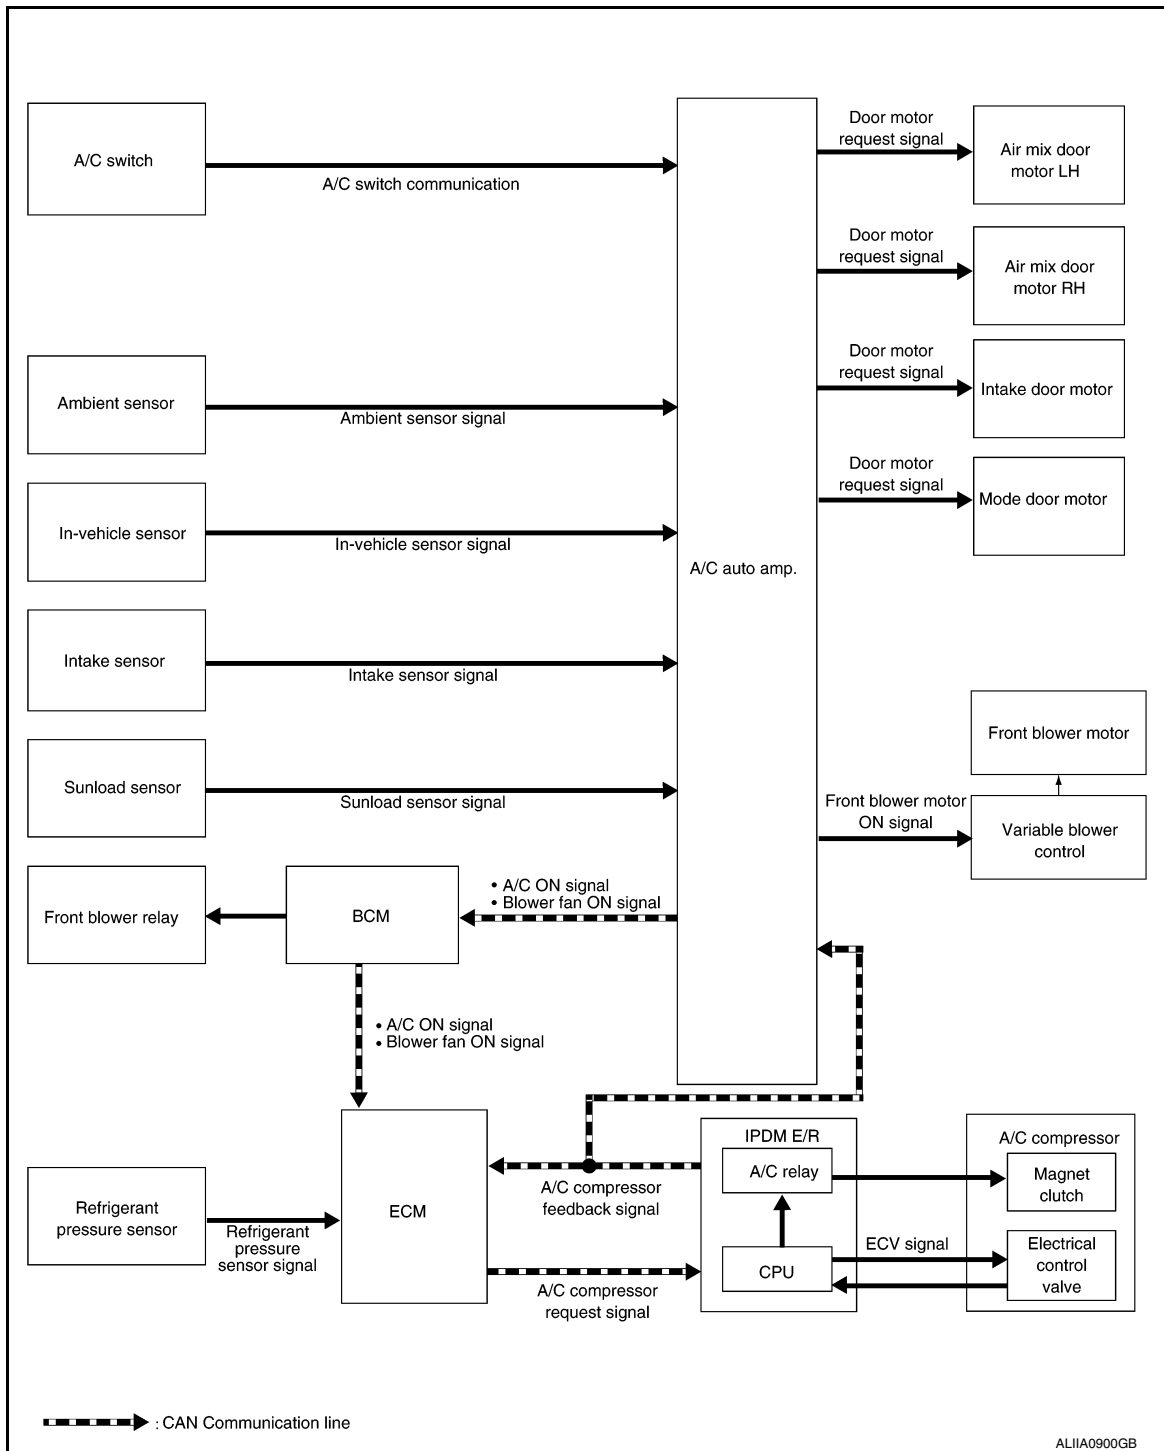 A/C switch
A/C switch communication
Door motor
request signal
Air mix door
motor LH
Door motor
request signal
Air mix door
motor RH
Door motor
request signal
Intake door motor
Ambient sensor
Ambient sensor signal
Door motor
request signal
Mode door motor
In-vehicle sensor
In-vehicle sensor signal
A/C auto amp.
Intake sensor
Intake sensor signal
Front blower motor
Sunload sensor
Sunload sensor signal
Front blower motor
ON signal
Variable blower
control
Front blower relay
BCM
• A/C ON signal
• Blower fan ON signal
• A/C ON signal
• Blower fan ON signal
IPDM E/R
A/C compressor
A/C relay
Magnet
clutch
A/C compressor
feedback signal
Refrigerant
pressure sensor
Refrigerant
pressure
sensor signal
ECM
ECV signal
Electrical
control
valve
CPU
A/C compressor
request signal
: CAN Communication line
ALIIA0900GB